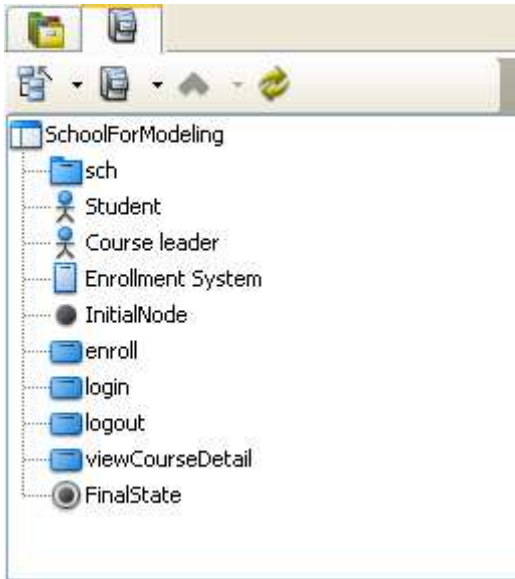 SchoolForModeling
sch
Student
Course leader
Enrollment System
InitialNode
enroll
login
logout
viewCourseDetail
FinalState